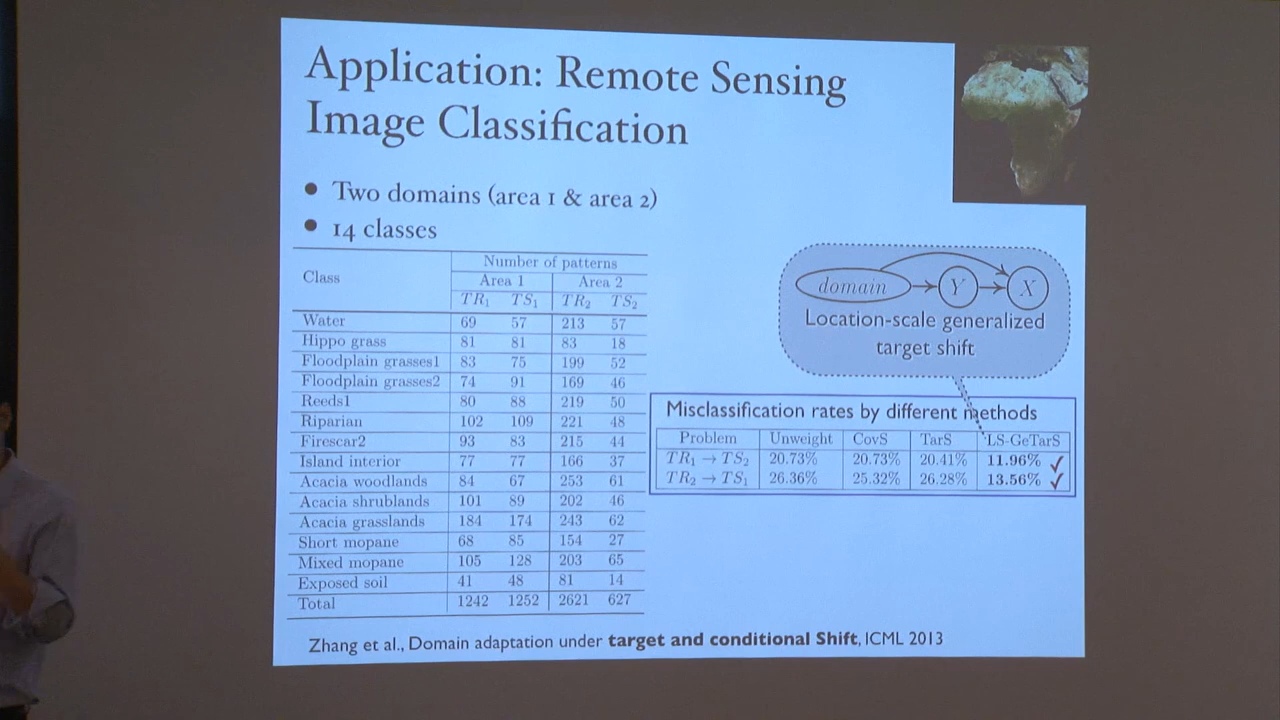 Application: Remote Sensing
Image Classification
• Two domains (area 1 & area 2)
• 14 classes
Class Number of patterns
Area 1 Area 2
TR₁ TS₁ TR₂ TS₂
Water 69 57 213 57
Hippo grass 81 81 83 18
Floodplain grasses1 83 75 199 52
Floodplain grasses2 74 91 169 46
Reeds1 80 88 219 50
Riparian 102 109 221 48
Firescar2 93 83 215 44
Island interior 77 77 166 37
Acacia woodlands 84 67 253 61
Acacia shrublands 101 89 202 46
Acacia grasslands 184 174 243 62
Short mopane 68 85 154 27
Mixed mopane 105 128 203 65
Exposed soil 41 48 81 14
Total 1242 1252 2621 627
domain Y X
Location-scale generalized
target shift
Misclassification rates by different methods
Problem Unweight CovS TarS LS-GeTarS
TR₁ → TS₂ 20.73% 20.73% 20.41% 11.96% ✓
TR₂ → TS₁ 26.36% 25.32% 26.28% 13.56% ✓
Zhang et al., Domain adaptation under target and conditional Shift, ICML 2013